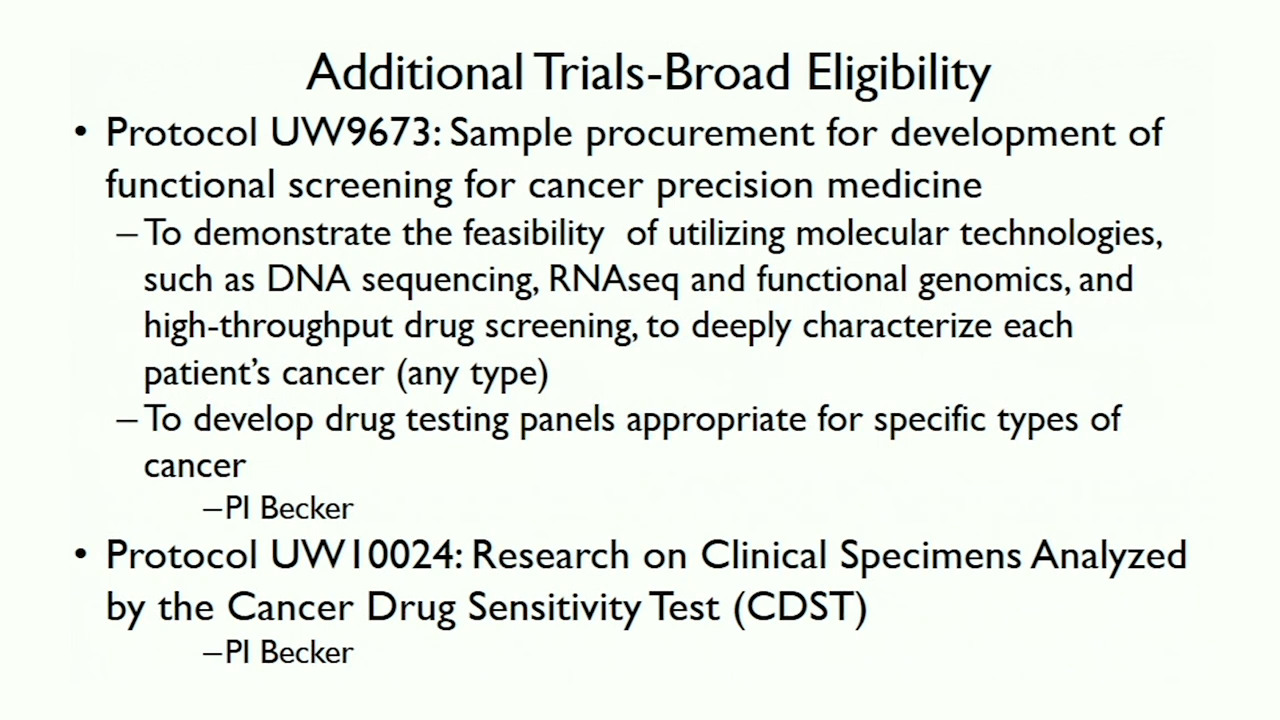 Additional Trials-Broad Eligibility
• Protocol UW9673: Sample procurement for development of
functional screening for cancer precision medicine
–To demonstrate the feasibility  of utilizing molecular technologies,
such as DNA sequencing, RNAseq and functional genomics, and
high-throughput drug screening, to deeply characterize each
patient’s cancer (any type)
–To develop drug testing panels appropriate for specific types of
cancer
–PI Becker
• Protocol UW10024: Research on Clinical Specimens Analyzed
by the Cancer Drug Sensitivity Test (CDST)
–PI Becker